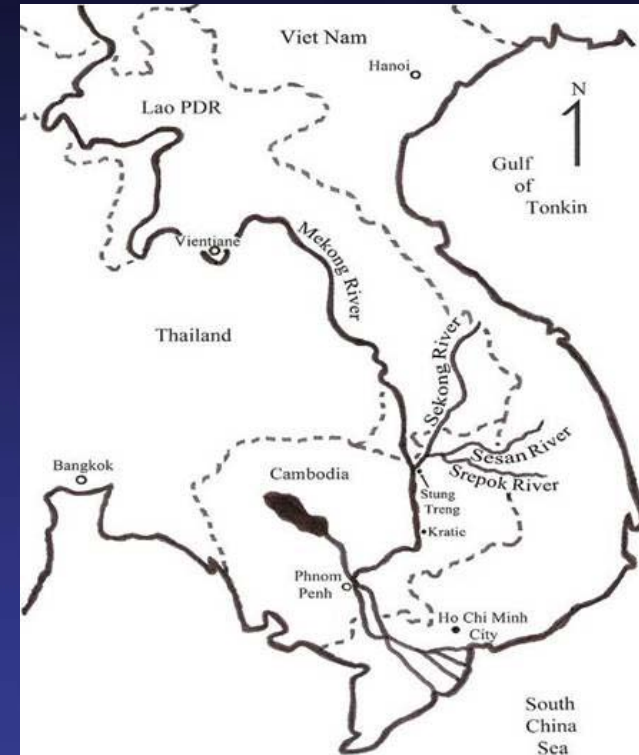 Viet Nam
Hanoi
N
Lao PDR
Gulf
of
Tonkin
Vientiane
Mekong River
Thailand
Sekong River
Sesan River
Srepok River
Bangkok
Cambodia
Stung
Treng
Kratie
Phnom
Penh
Ho Chi Minh
City
South
China
Sea